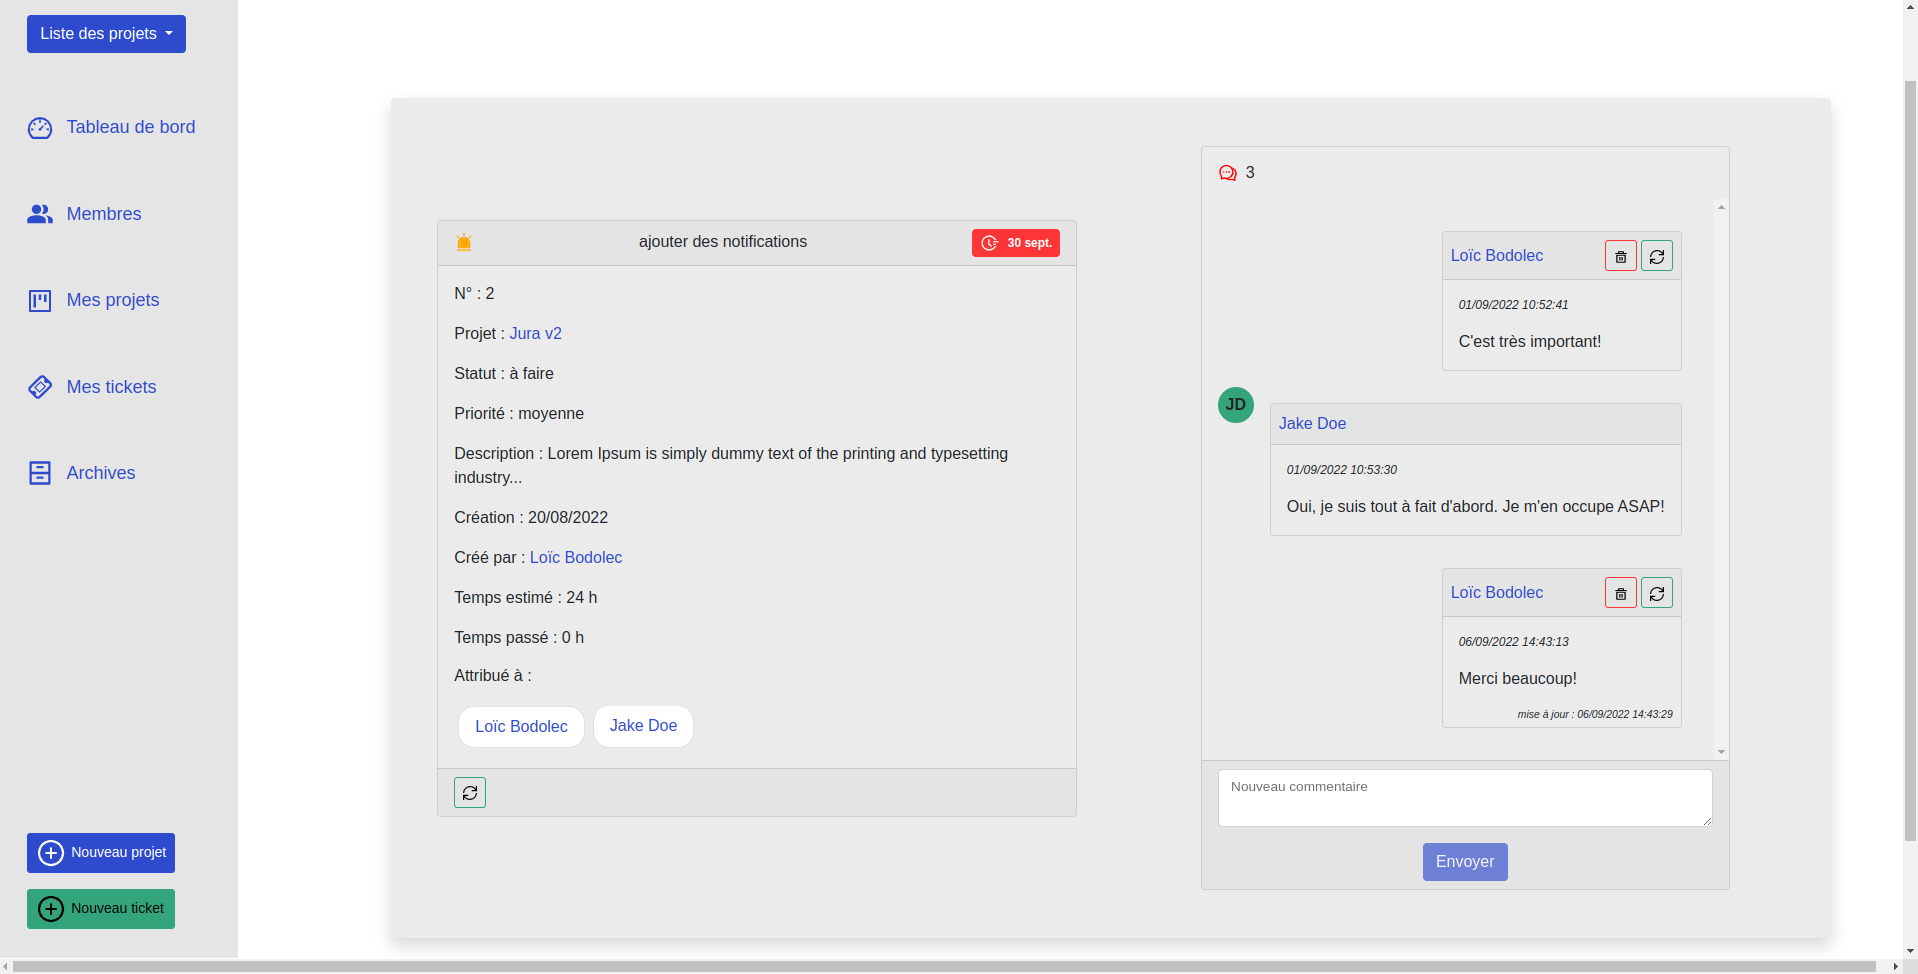 Liste des projets
Tableau de bord
Membres
Mes projets
Mes tickets
Archives
Nouveau projet
Nouveau ticket
ajouter des notifications
30 sept.
N° : 2
Projet : Jura v2
Statut : à faire
Priorité : moyenne
Description : Lorem Ipsum is simply dummy text of the printing and typesetting
industry...
Création : 20/08/2022
Créé par : Loïc Bodolec
Temps estimé : 24 h
Temps passé : 0 h
Attribué à :
Loïc Bodolec
Jake Doe
3
Loïc Bodolec
01/09/2022 10:52:41
C'est très important!
JD
Jake Doe
01/09/2022 10:53:30
Oui, je suis tout à fait d'abord. Je m'en occupe ASAP!
Loïc Bodolec
06/09/2022 14:43:13
Merci beaucoup!
mise à jour : 06/09/2022 14:43:29
Nouveau commentaire
Envoyer